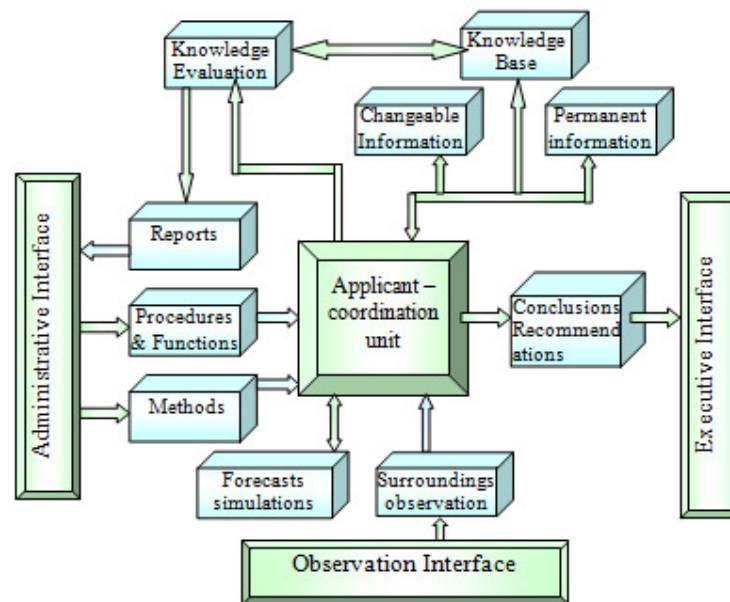 Knowledge
Evaluation
Knowledge
Base
Changeable
Information
Permanent
information
Administrative Interface
Reports
Procedures
& Functions
Methods
Applicant –
coordination
unit
Conclusions
Recommend
ations
Executive Interface
Forecasts
simulations
Surroundings
observation
Observation Interface